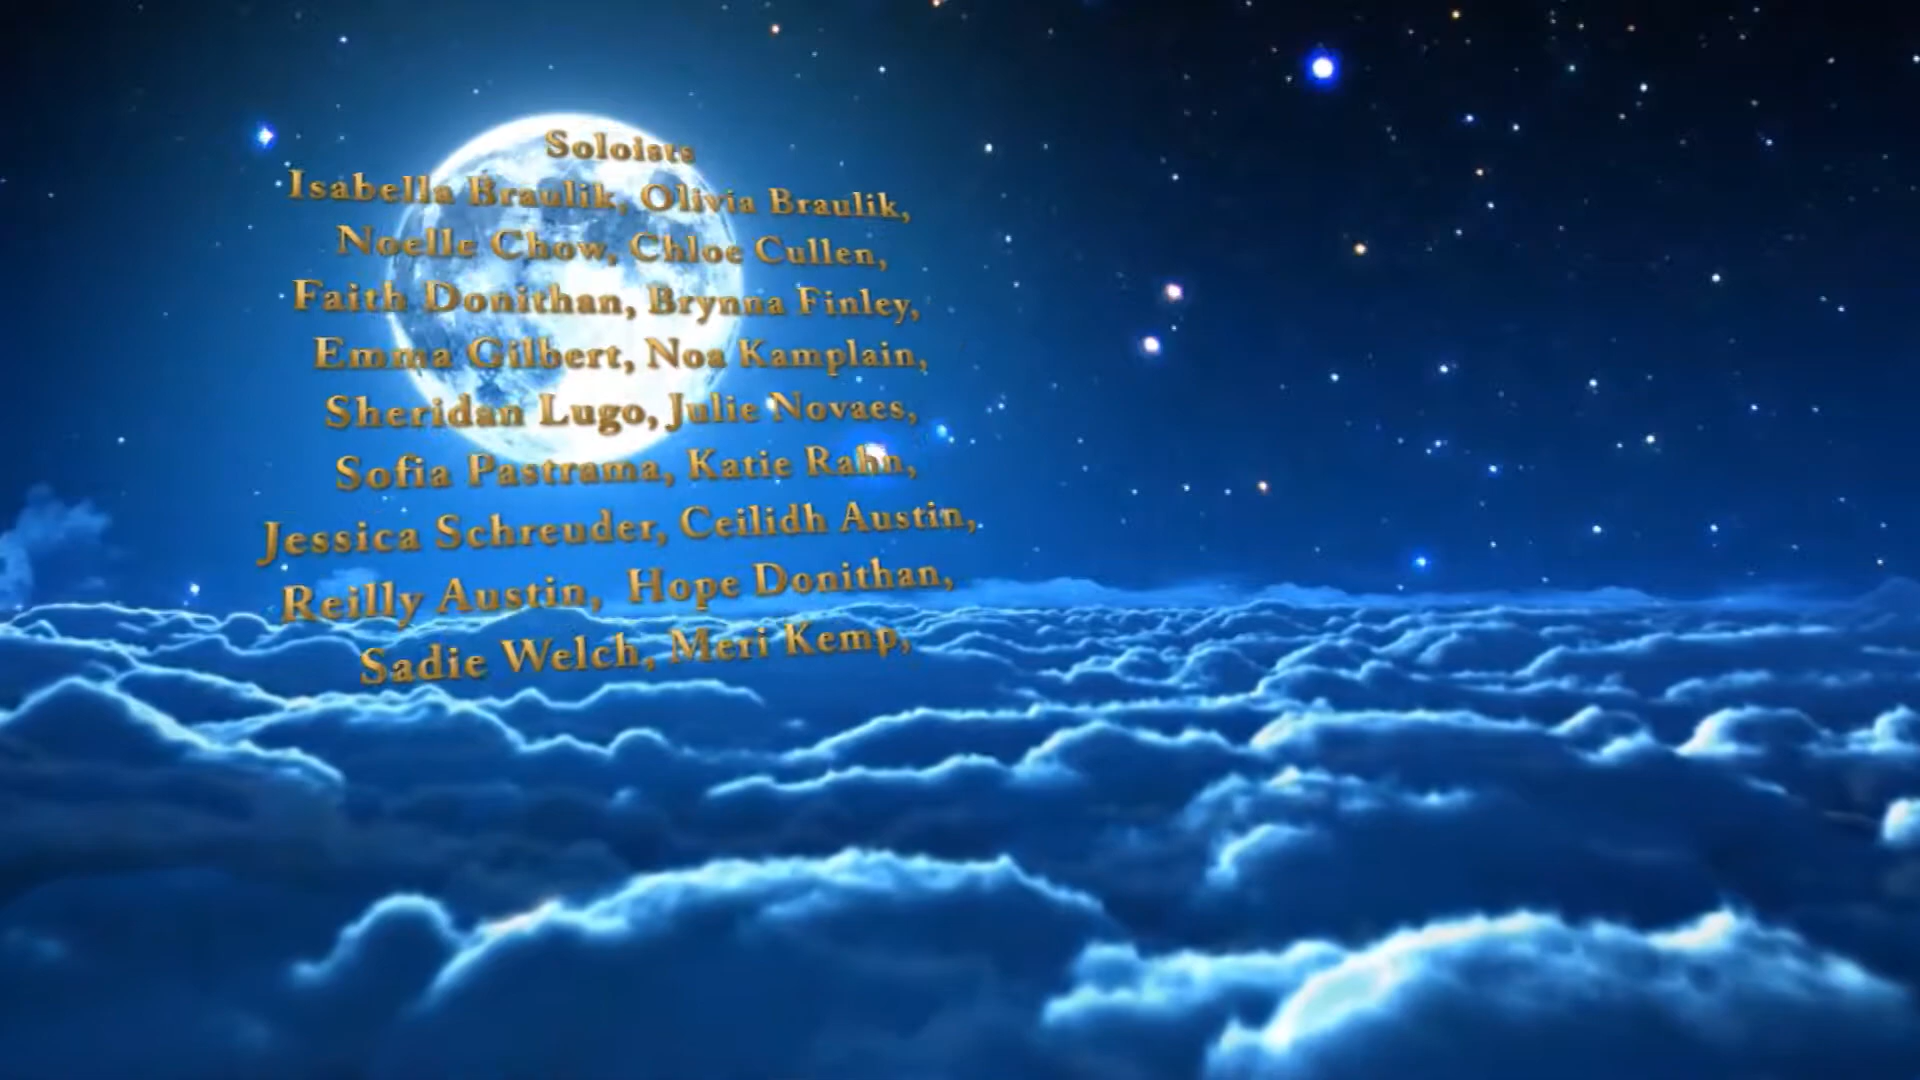 Soloists
Isabella Braulik, Olivia Braulik,
Noelle Chow, Chloe Cullen,
Faith Donithan, Brynna Finley,
Emma Gilbert, Noa Kamplain,
Sheridan Lugo, Julie Novaes,
Sofia Pastrama, Katie Rahn,
Jessica Schreuder, Ceilidh Austin,
Reilly Austin, Hope Donithan,
Sadie Welch, Meri Kemp,